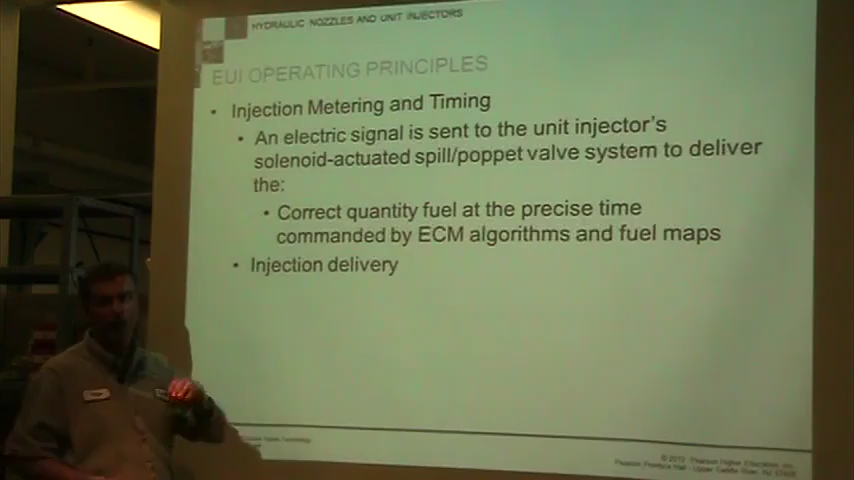 HYDRAULIC NOZZLES AND UNIT INJECTORS
EUI OPERATING PRINCIPLES
• Injection Metering and Timing
• An electric signal is sent to the unit injector's
solenoid-actuated spill/poppet valve system to deliver
the:
• Correct quantity fuel at the precise time
commanded by ECM algorithms and fuel maps
• Injection delivery
Technology
Pearson Higher Education, Inc.
Pearson Prentice Hall - Upper Saddle River, NJ